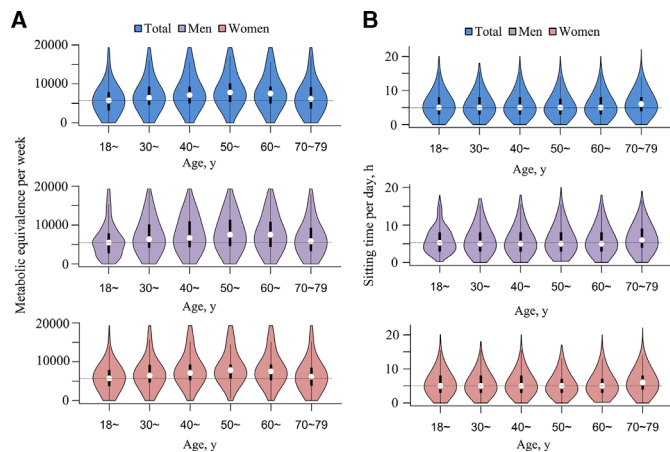 A
Total Men Women
Metabolic equivalence per week
20000
10000
0
18~ 30~ 40~ 50~ 60~ 70~79
Age, y
20000
10000
0
18~ 30~ 40~ 50~ 60~ 70~79
Age, y
20000
10000
0
18~ 30~ 40~ 50~ 60~ 70~79
Age, y
B
Total Men Women
Sitting time per day, h
20
10
0
18~ 30~ 40~ 50~ 60~ 70~79
Age, y
20
10
0
18~ 30~ 40~ 50~ 60~ 70~79
Age, y
20
10
0
18~ 30~ 40~ 50~ 60~ 70~79
Age, y